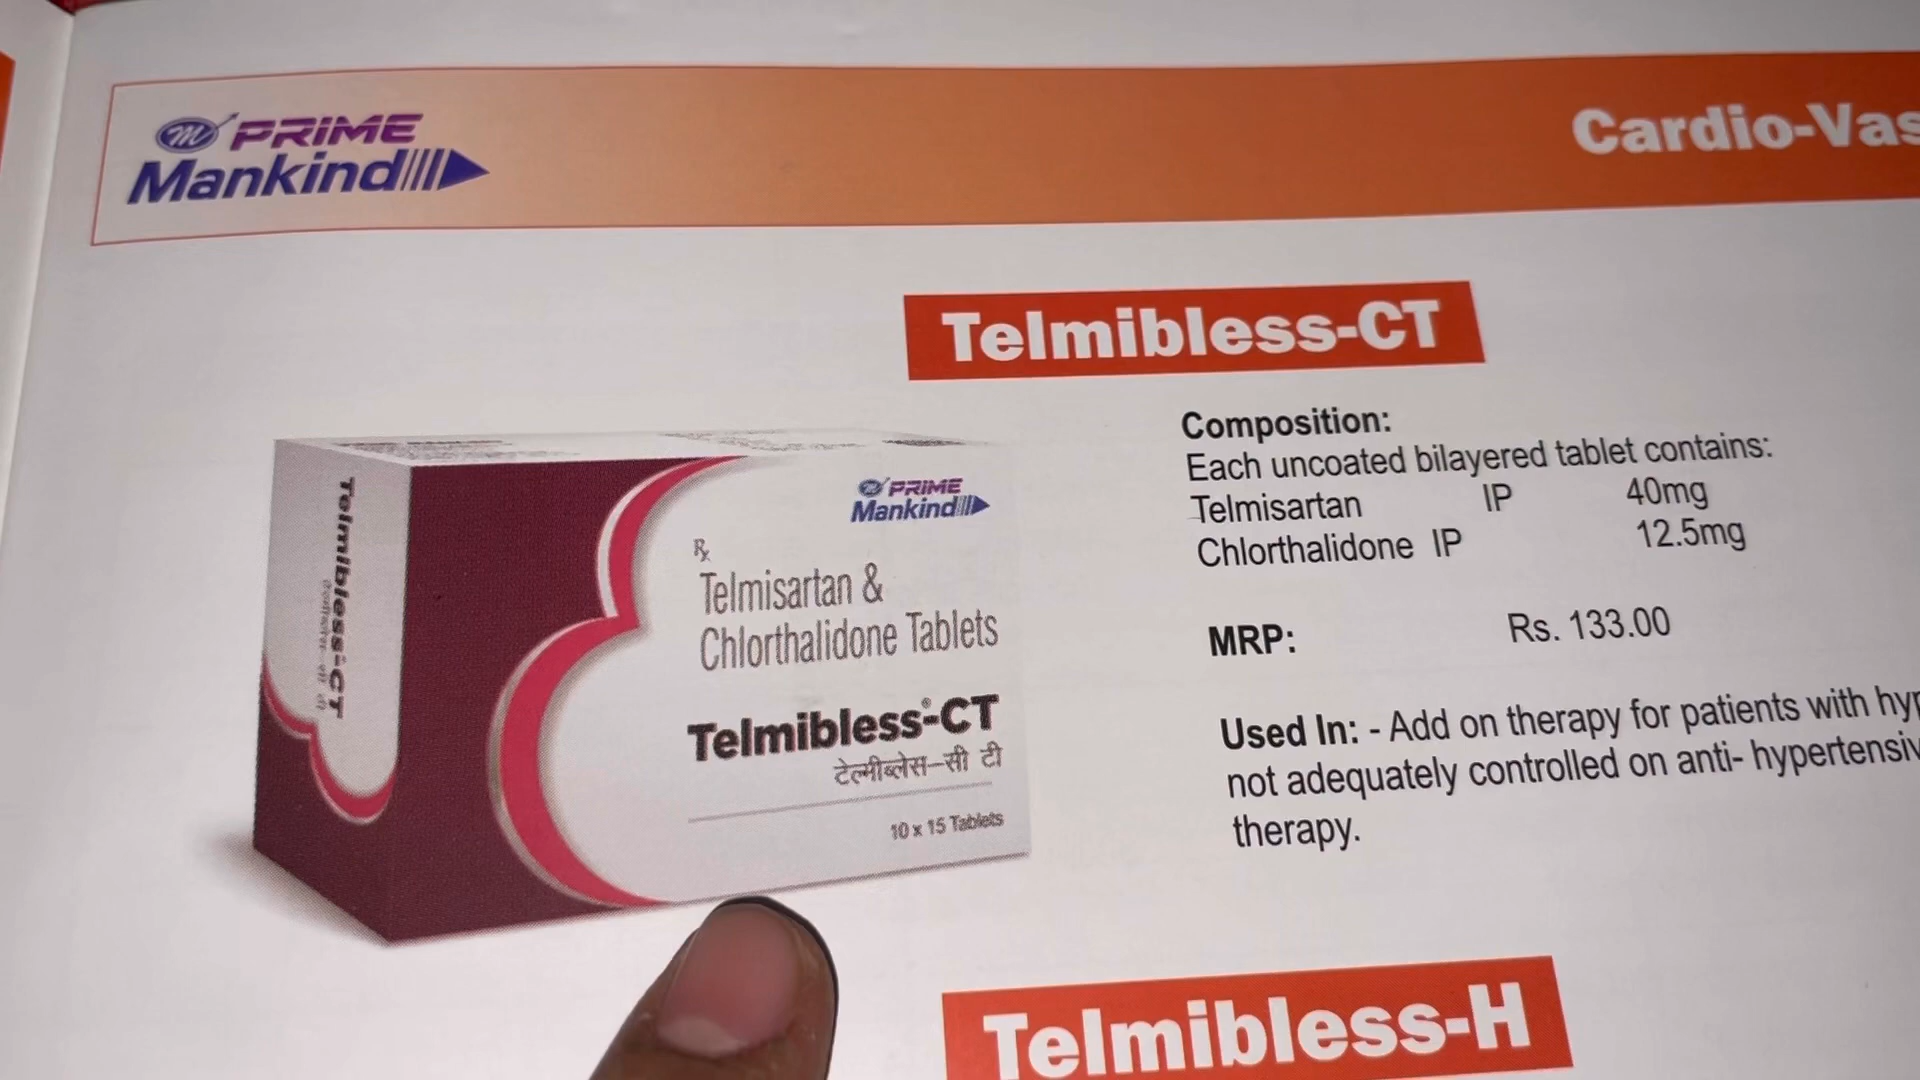 PRIME
Mankind
Cardio-Vas
Telmibless-CT
Composition:
Each uncoated bilayered tablet contains:
Telmisartan IP 40mg
Chlorthalidone IP 12.5mg
MRP: Rs. 133.00
Used In: - Add on therapy for patients with hyp
not adequately controlled on anti- hypertensiv
therapy.
Telmibless-CT
PRIME
Mankind
Rx
Telmisartan &
Chlorthalidone Tablets
Telmibless®-CT
टेल्मीब्लेस–सी टी
10 x 15 Tablets
Telmibless-H